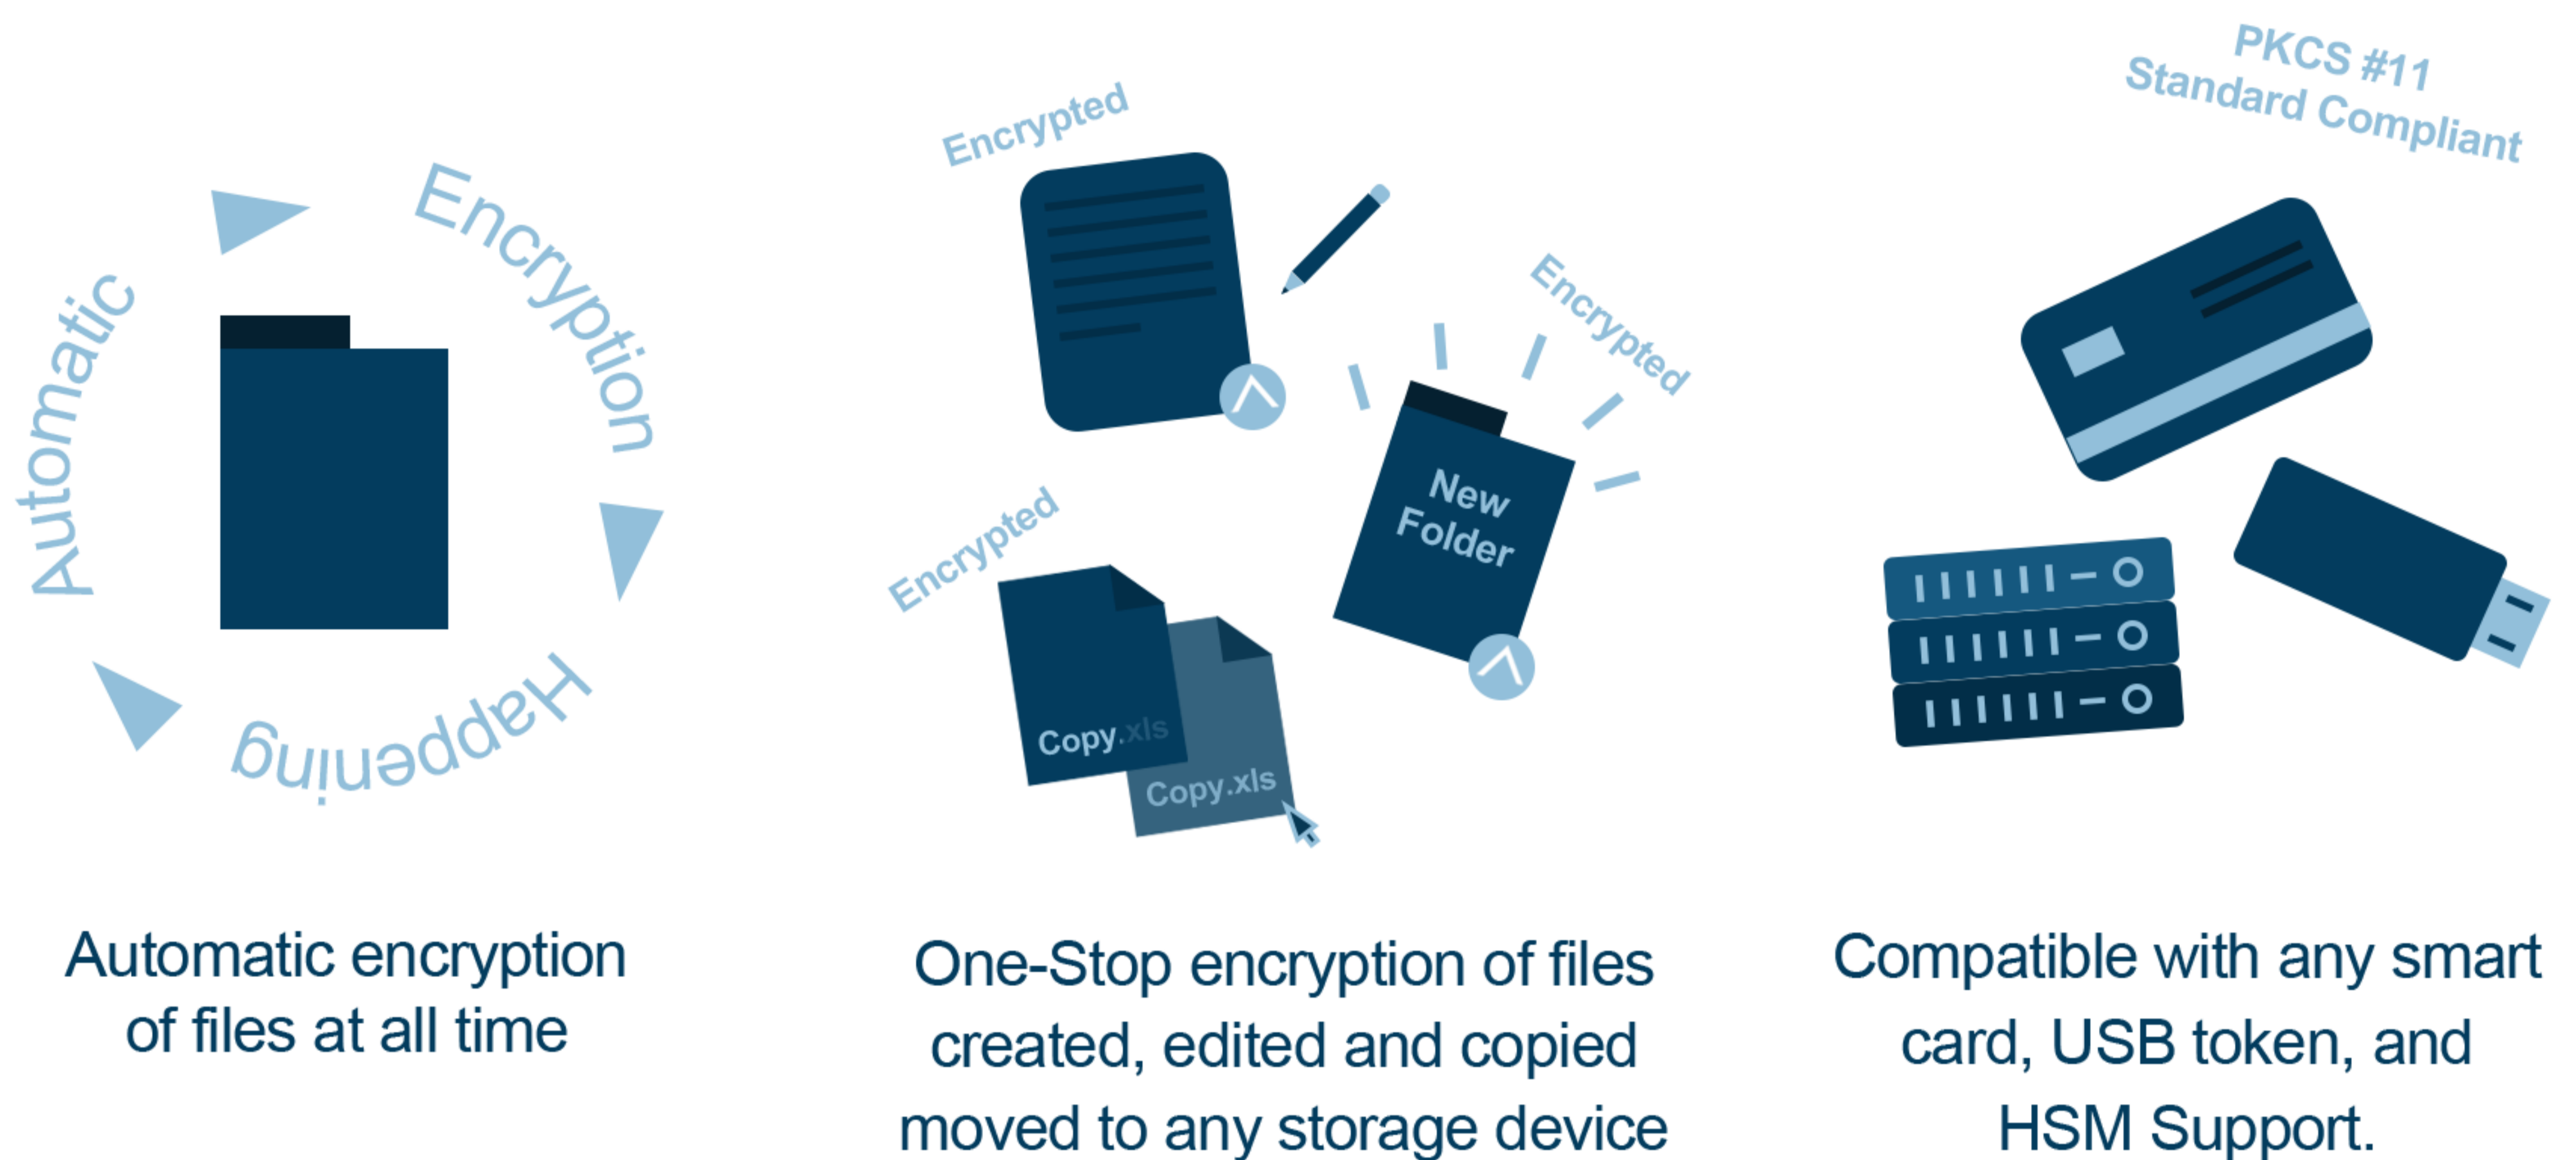 Automatic
Encryption
Happening
Automatic encryption
of files at all time
Encrypted
Encrypted
New
Folder
Encrypted
Copy.xls
Copy.xls
One-Stop encryption of files
created, edited and copied
moved to any storage device
PKCS #11
Standard Compliant
Compatible with any smart
card, USB token, and
HSM Support.